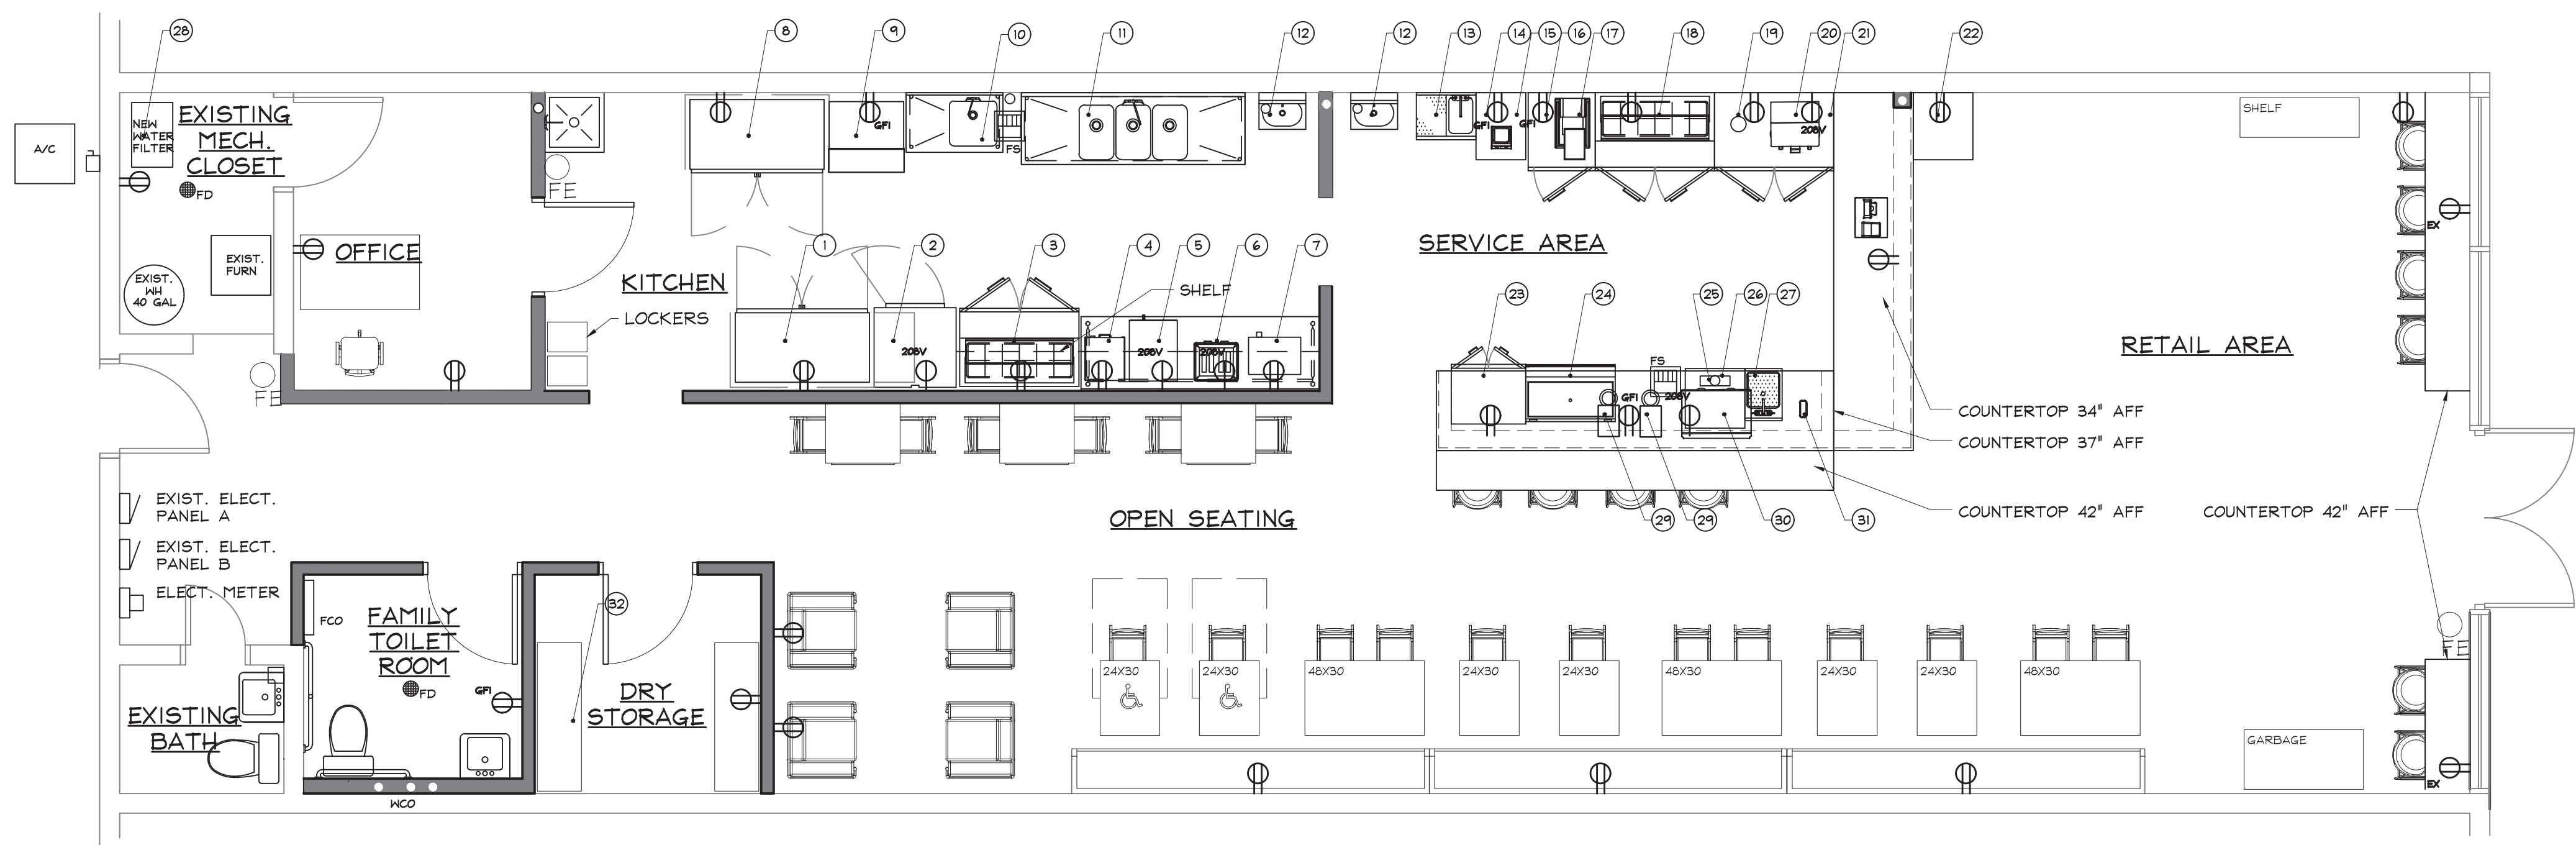 28
8
9
10
11
12
12
13
14
15
16
17
18
19
20
21
22
A/C
NEW
WATER
FILTER
EXISTING
MECH.
CLOSET
FD
EXIST.
FURN
EXIST.
WH
40 GAL
OFFICE
FE
FE
KITCHEN
LOCKERS
GFI
FS
1
2
3
4
5
6
7
SHELF
208V
208V
208V
GFI
GFI
208V
SERVICE AREA
23
24
25
26
27
FS
GFI
208V
29
29
30
31
SHELF
EX
RETAIL AREA
COUNTERTOP 34" AFF
COUNTERTOP 37" AFF
COUNTERTOP 42" AFF
COUNTERTOP 42" AFF
OPEN SEATING
EXIST. ELECT.
PANEL A
EXIST. ELECT.
PANEL B
ELECT. METER
EXISTING
BATH
FCO
FAMILY
TOILET
ROOM
FD
GFI
WCO
32
DRY
STORAGE
24X30
24X30
48X30
24X30
24X30
48X30
24X30
24X30
48X30
FE
GARBAGE
EX